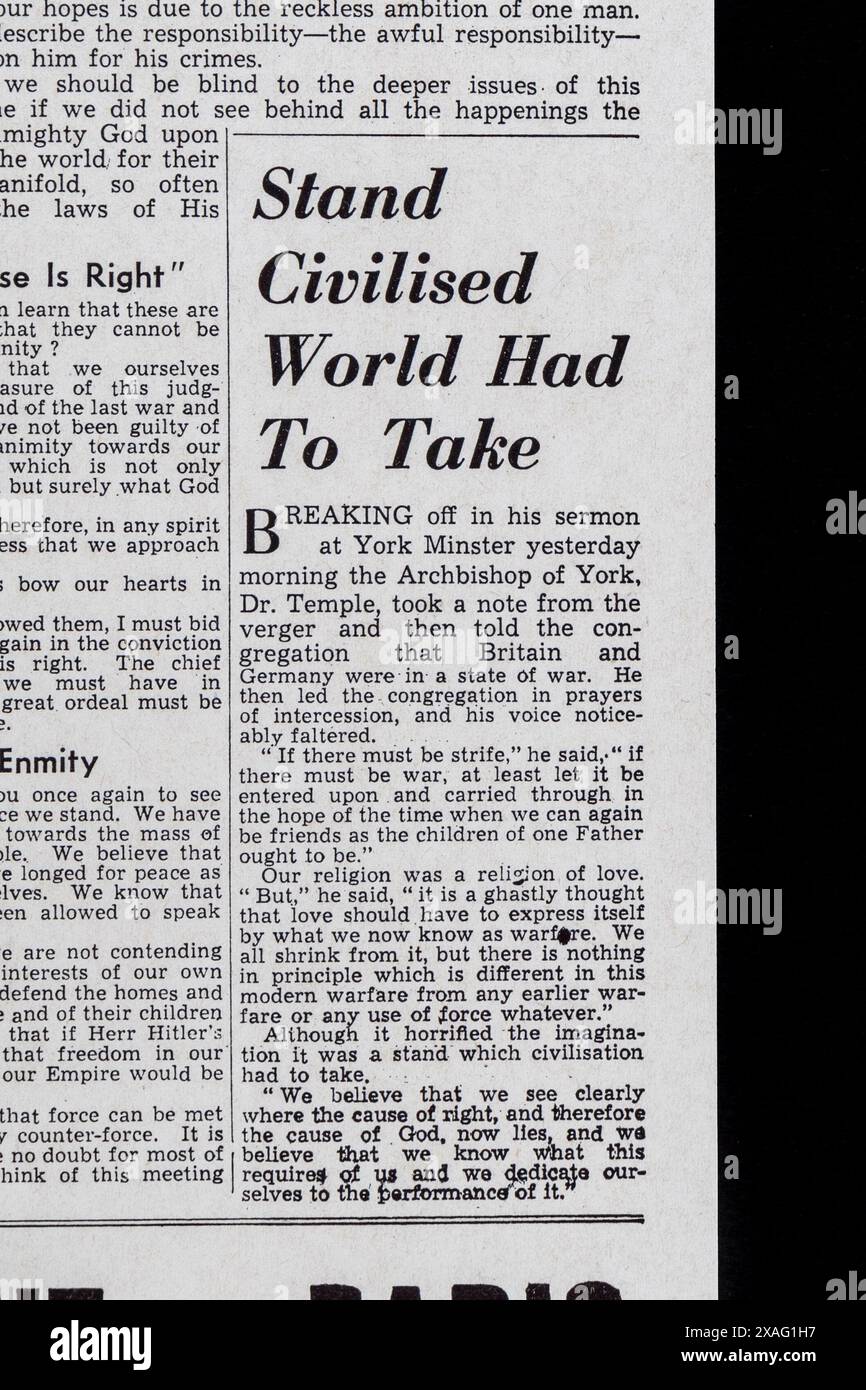 our hopes is due to the reckless ambition of one man.
describe the responsibility—the awful responsibility—
on him for his crimes.
we should be blind to the deeper issues of this
if we did not see behind all the happenings the
almighty God upon
the world for their
manifold, so often
the laws of His
se Is Right"
learn that these are
that they cannot be
nity ?
that we ourselves
asure of this judg-
nd of the last war and
ve not been guilty of
animity towards our
which is not only
but surely what God
herefore, in any spirit
ess that we approach
s bow our hearts in
owed them, I must bid
gain in the conviction
is right. The chief
we must have in
great ordeal must be
e.
Enmity
ou once again to see
ce we stand. We have
towards the mass of
ple. We believe that
e longed for peace as
elves. We know that
een allowed to speak
e are not contending
interests of our own
defend the homes and
e and of their children
that if Herr Hitler's
that freedom in our
our Empire would be
that force can be met
y counter-force. It is
e no doubt for most of
hink of this meeting
Stand
Civilised
World Had
To Take
BREAKING off in his sermon
at York Minster yesterday
morning the Archbishop of York,
Dr. Temple, took a note from the
verger and then told the con-
gregation that Britain and
Germany were in a state of war. He
then led the congregation in prayers
of intercession, and his voice notice-
ably faltered.
"If there must be strife," he said, "if
there must be war, at least let it be
entered upon and carried through in
the hope of the time when we can again
be friends as the children of one Father
ought to be."
Our religion was a religion of love.
"But," he said, "it is a ghastly thought
that love should have to express itself
by what we now know as warfare. We
all shrink from it, but there is nothing
in principle which is different in this
modern warfare from any earlier war-
fare or any use of force whatever."
Although it horrified the imagina-
tion it was a stand which civilisation
had to take.
"We believe that we see clearly
where the cause of right, and therefore
the cause of God, now lies, and we
believe that we know what this
requires of us and we dedicate our-
selves to the performance of it."
alamy
alamy
Image ID: 2XAG1H7
www.alamy.com